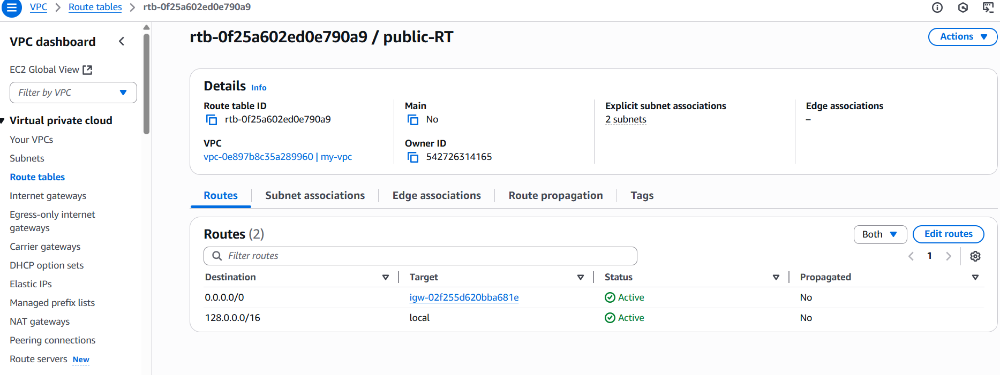 VPC > Route tables > rtb-0f25a602ed0e790a9
VPC dashboard
EC2 Global View
Filter by VPC
Virtual private cloud
Your VPCs
Subnets
Route tables
Internet gateways
Egress-only internet
gateways
Carrier gateways
DHCP option sets
Elastic IPs
Managed prefix lists
NAT gateways
Peering connections
Route servers New
rtb-0f25a602ed0e790a9 / public-RT
Actions
Details Info
Route table ID
rtb-0f25a602ed0e790a9
Main
No
Explicit subnet associations
2 subnets
Edge associations
–
VPC
vpc-0e897b8c35a289960 | my-vpc
Owner ID
542726314165
Routes Subnet associations Edge associations Route propagation Tags
Routes (2)
Both Edit routes
Filter routes
1
Destination Target Status Propagated
0.0.0.0/0 igw-02f255d620bba681e Active No
128.0.0.0/16 local Active No